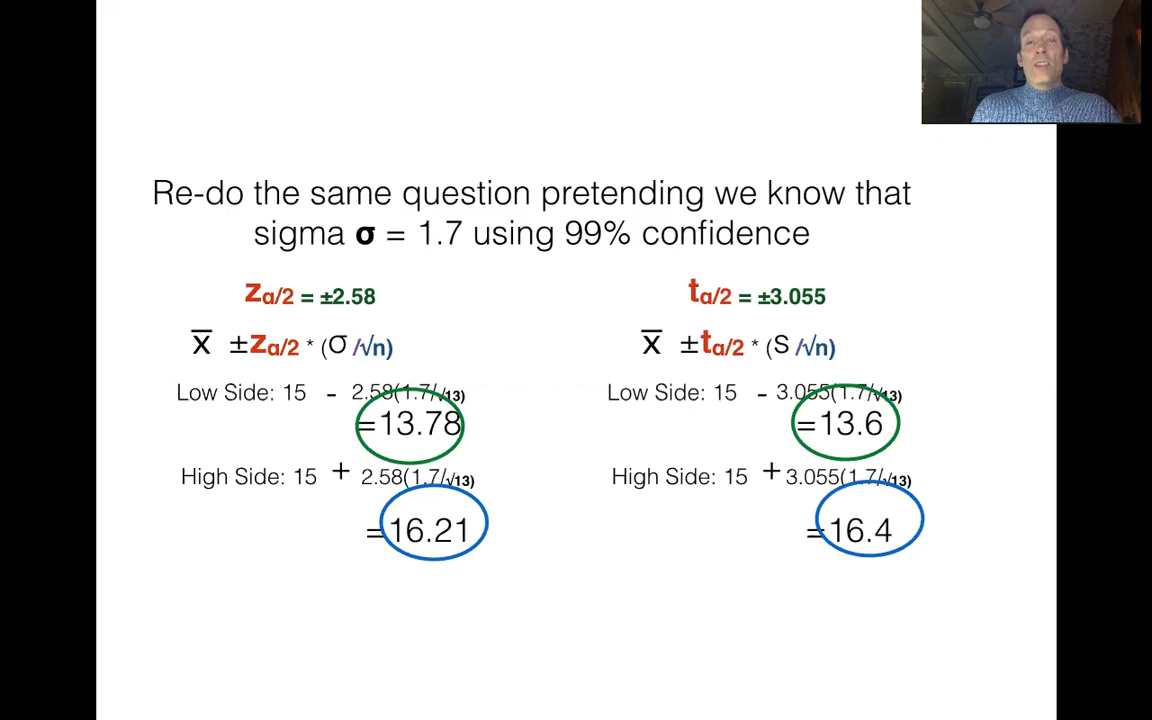 Re-do the same question pretending we know that
sigma σ = 1.7 using 99% confidence
zα/2 = ±2.58
x̅ ±zα/2 * (σ /√n)
Low Side: 15 - 2.58(1.7/√13)
=13.78
High Side: 15 + 2.58(1.7/√13)
=16.21
tα/2 = ±3.055
x̅ ±tα/2 * (S /√n)
Low Side: 15 - 3.055(1.7/√13)
=13.6
High Side: 15 + 3.055(1.7/√13)
=16.4